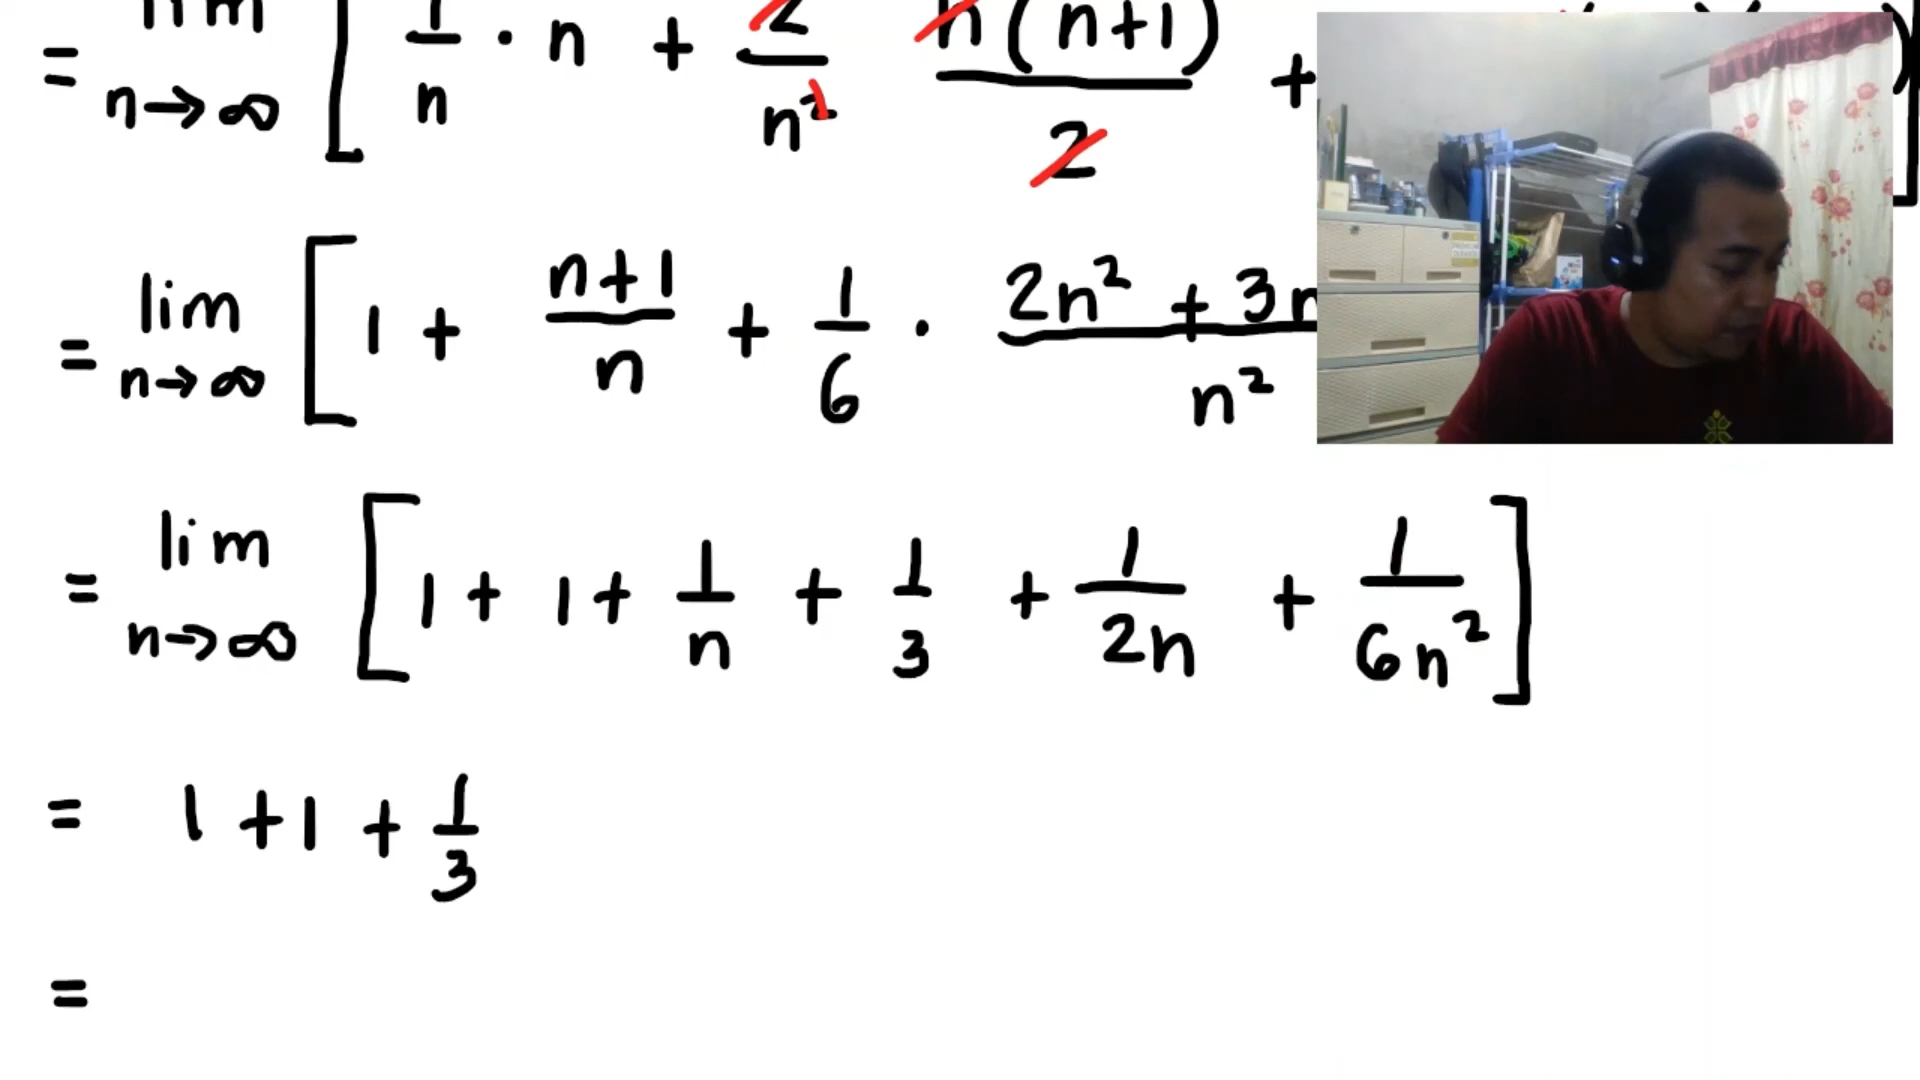 = lim n→∞ [ 1/n · n + 2/n² n(n+1)/2 +
= lim n→∞ [ 1 + n+1/n + 1/6 · 2n² + 3n/n²
= lim n→∞ [ 1 + 1 + 1/n + 1/3 + 1/2n + 1/6n² ]
= 1 + 1 + 1/3
=